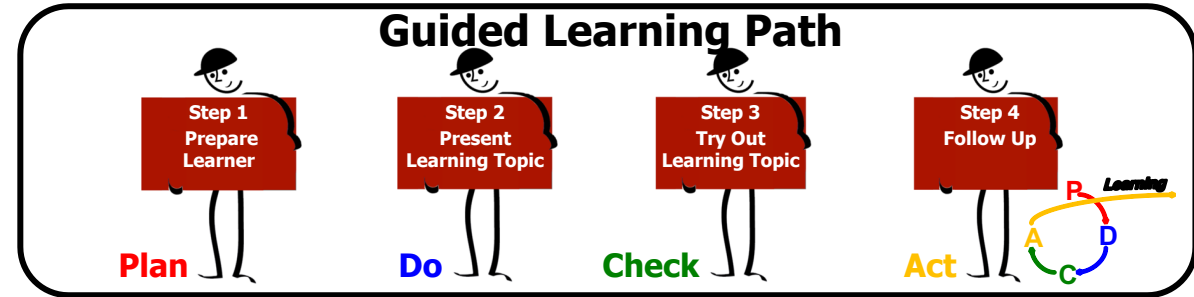 Guided Learning Path
Step 1
Prepare
Learner
Step 2
Present
Learning Topic
Step 3
Try Out
Learning Topic
Step 4
Follow Up
Plan
Do
Check
Act
Learning
P
D
C
A